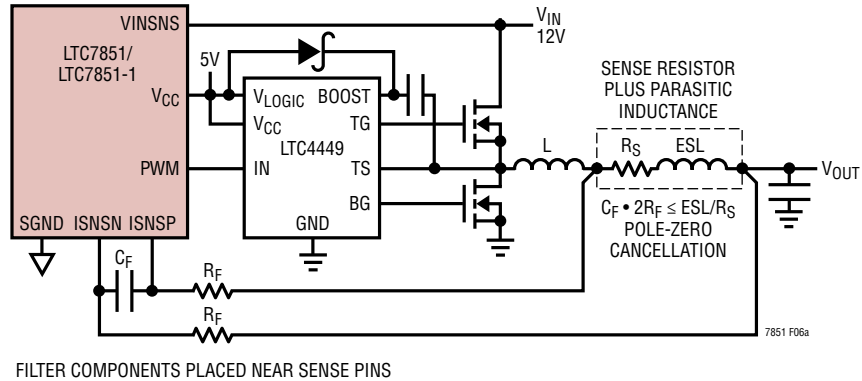 VINSNS
LTC7851/
LTC7851-1
VCC
PWM
SGND
ISNSN
ISNSP
5V
VLOGIC
BOOST
VCC
TG
LTC4449
IN
TS
BG
GND
VIN
12V
L
SENSE RESISTOR
PLUS PARASITIC
INDUCTANCE
RS
ESL
VOUT
CF • 2RF ≤ ESL/RS
POLE-ZERO
CANCELLATION
CF
RF
RF
7851 F06a
FILTER COMPONENTS PLACED NEAR SENSE PINS